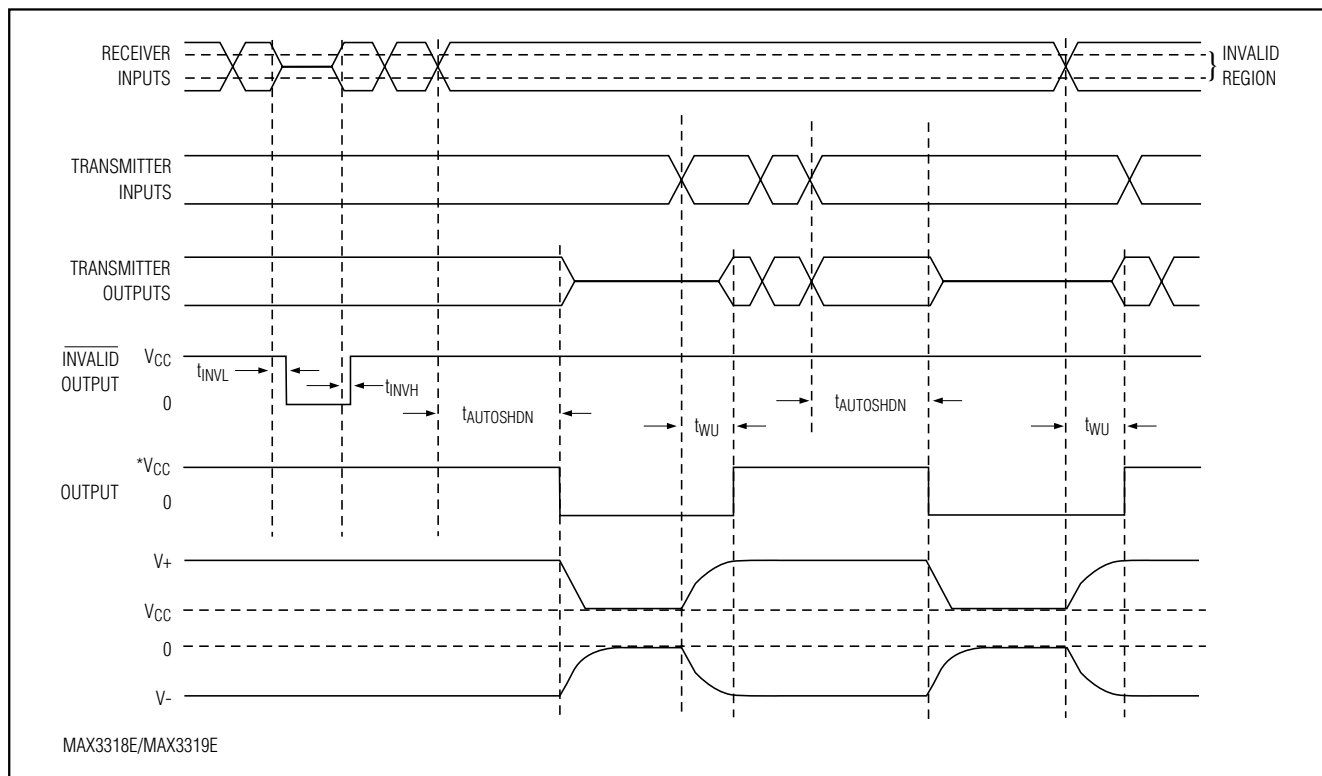 RECEIVER
INPUTS
} INVALID
REGION
TRANSMITTER
INPUTS
TRANSMITTER
OUTPUTS
INVALID
OUTPUT
VCC
0
tINVL
tINVH
tAUTOSHDN
tWU
tAUTOSHDN
tWU
OUTPUT
*VCC
0
V+
VCC
0
V-
MAX3318E/MAX3319E